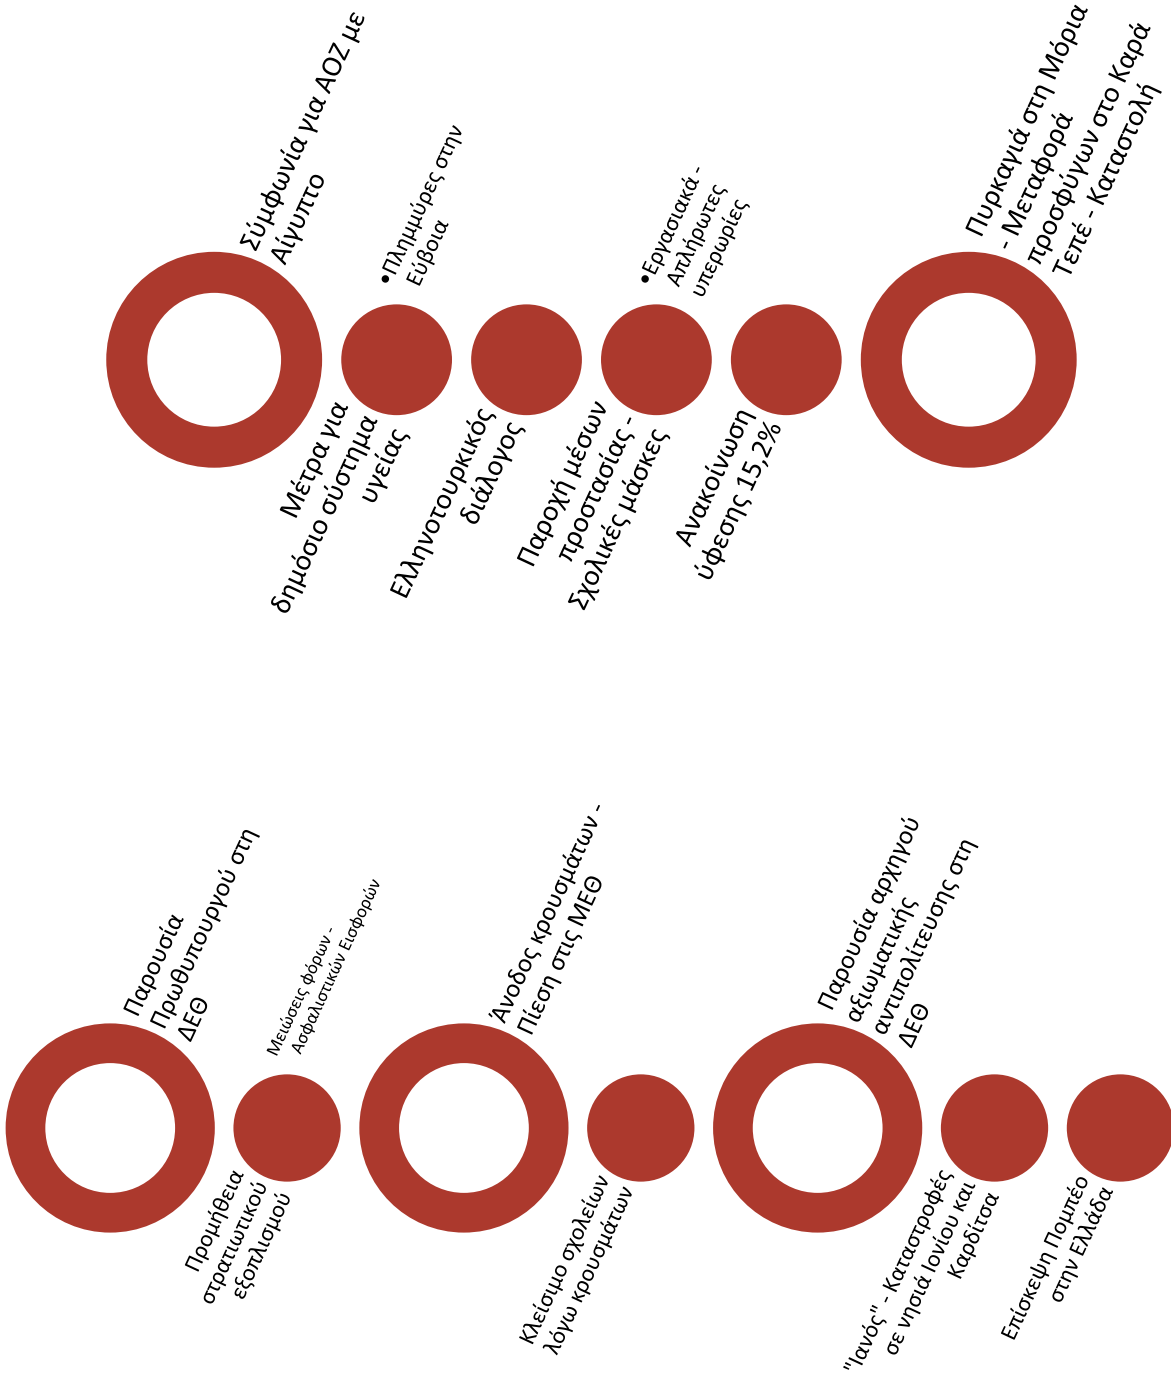 Σύμφωνία για ΑΟΖ με
Αίγυπτο
Μέτρα για
δημόσιο σύστημα
υγείας
•Πλημμύρες στην
Εύβοια
Ελληνοτουρκικός
διάλογος
Παροχή μέσων
προστασίας -
Σχολικές μάσκες
•Εργασιακά -
Απλήρωτες
υπερωρίες
Ανακοίνωση
ύφεσης 15,2%
Πυρκαγιά στη Μόρια
- Μεταφορά
προσφύγων στο Καρά
Τεπέ - Καταστολή
Παρουσία
Πρωθυπουργού στη
ΔΕΘ
Προμήθεια
στρατιωτικού
εξοπλισμού
Μειώσεις φόρων -
Ασφαλιστικών Εισφορών
Άνοδος κρουσμάτων -
Πίεση στις ΜΕΘ
Κλείσιμο σχολείων
λόγω κρουσμάτων
Παρουσία αρχηγού
αξιωματικής
αντιπολίτευσης στη
ΔΕΘ
"Ιανός" - Καταστροφές
σε νησιά Ιονίου και
Καρδίτσα
Επίσκεψη Πομπέο
στην Ελλάδα